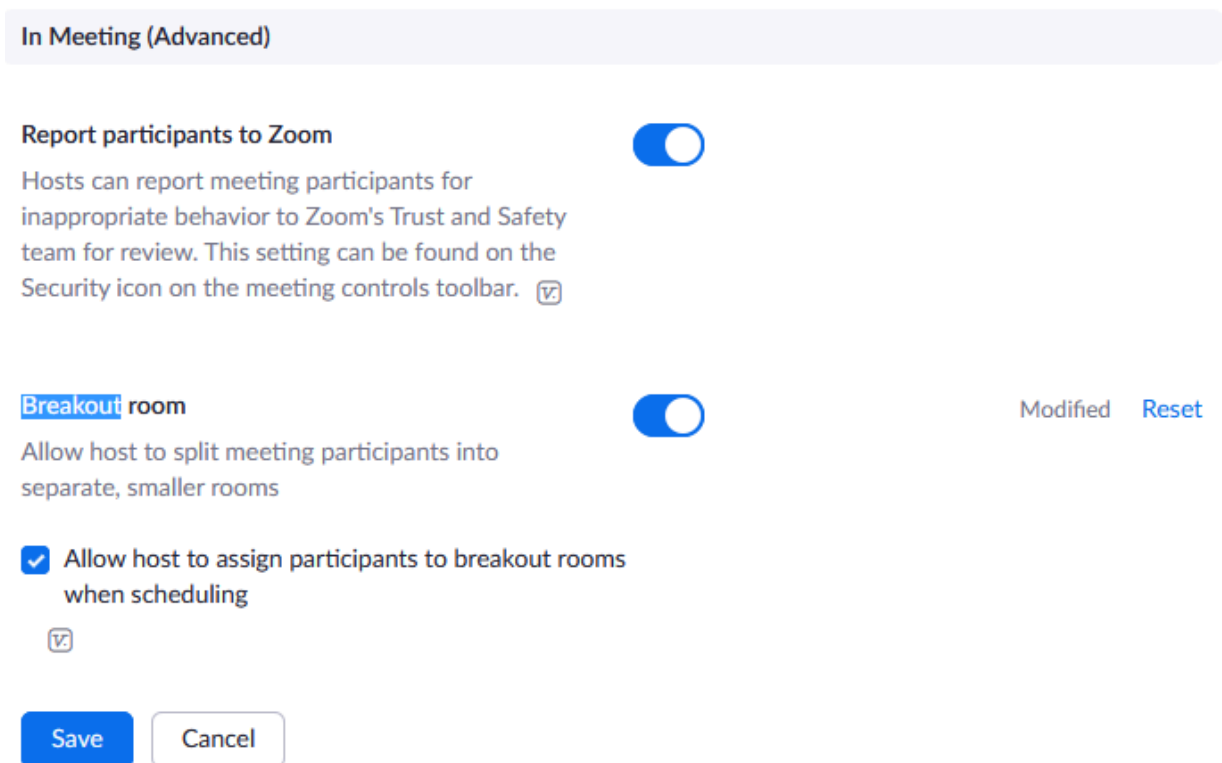 In Meeting (Advanced)
Report participants to Zoom
Hosts can report meeting participants for
inappropriate behavior to Zoom's Trust and Safety
team for review. This setting can be found on the
Security icon on the meeting controls toolbar. V.
Breakout room
Modified Reset
Allow host to split meeting participants into
separate, smaller rooms
Allow host to assign participants to breakout rooms
when scheduling
V.
Save Cancel